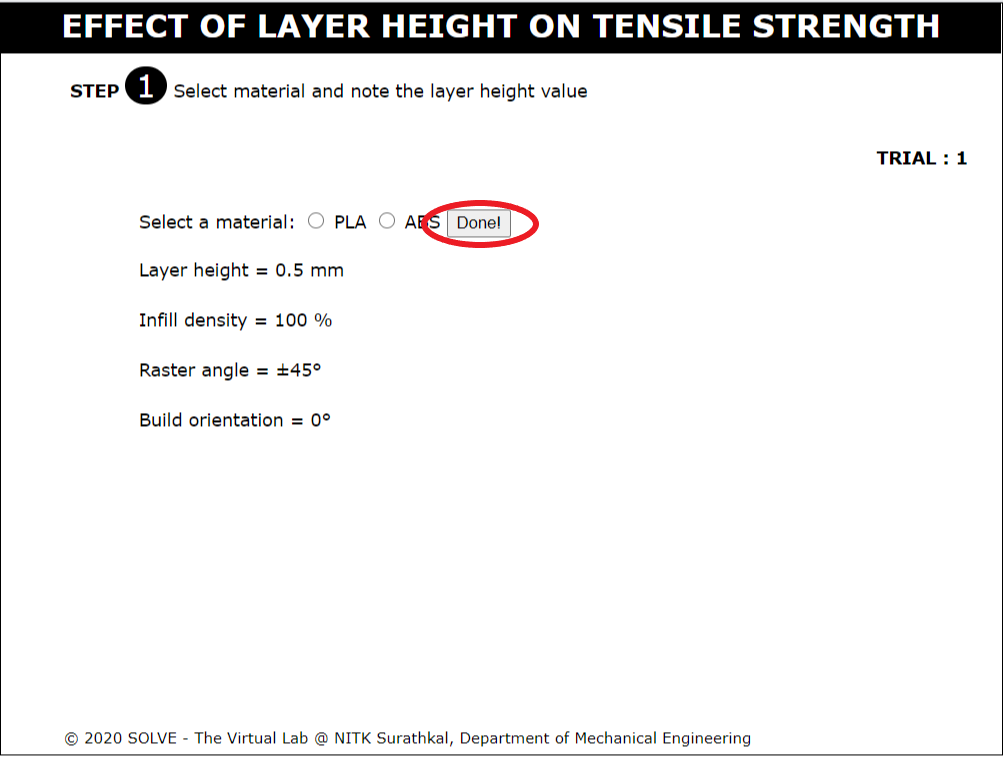 EFFECT OF LAYER HEIGHT ON TENSILE STRENGTH
STEP 1 Select material and note the layer height value
TRIAL : 1
Select a material: PLA ABS Done!
Layer height = 0.5 mm
Infill density = 100 %
Raster angle = ±45°
Build orientation = 0°
© 2020 SOLVE - The Virtual Lab @ NITK Surathkal, Department of Mechanical Engineering